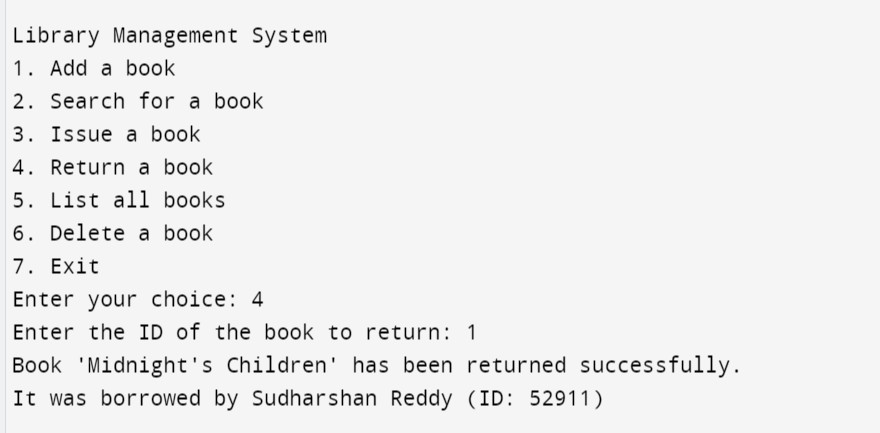 Library Management System
1. Add a book
2. Search for a book
3. Issue a book
4. Return a book
5. List all books
6. Delete a book
7. Exit
Enter your choice: 4
Enter the ID of the book to return: 1
Book 'Midnight's Children' has been returned successfully.
It was borrowed by Sudharshan Reddy (ID: 52911)